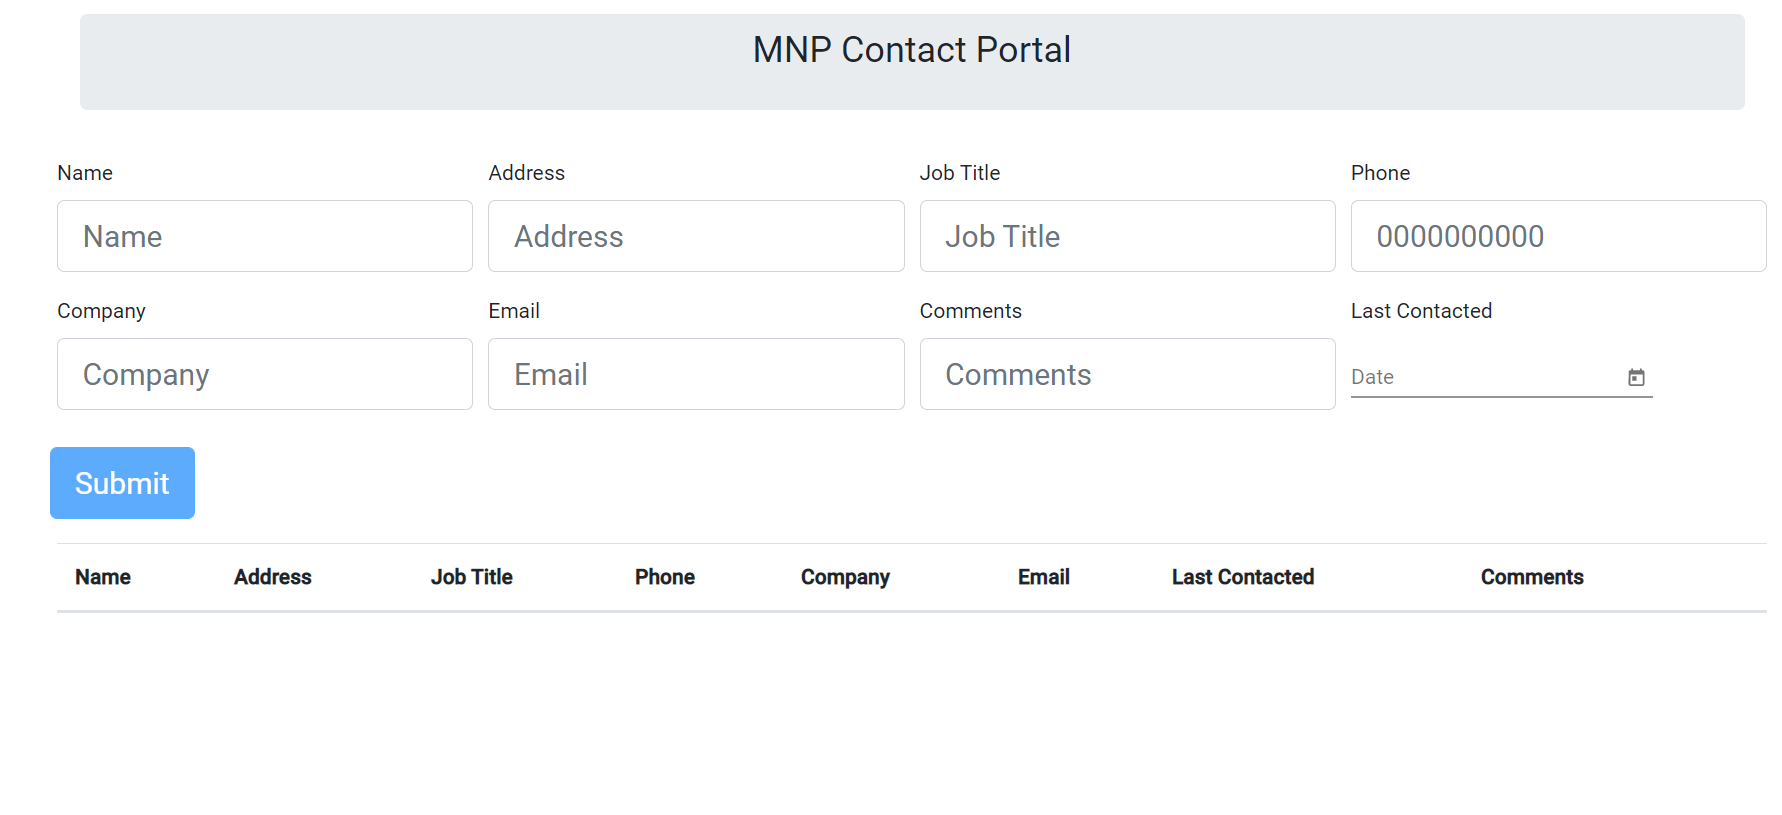 MNP Contact Portal
Name Address Job Title Phone
Name Address Job Title 0000000000
Company Email Comments Last Contacted
Company Email Comments Date
Submit
Name Address Job Title Phone Company Email Last Contacted Comments